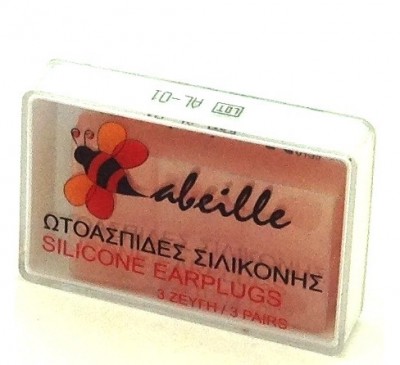 LOT AL-01
abeille
ΩΤΟΑΣΠΙΔΕΣ ΣΙΛΙΚΟΝΗΣ
SILICONE EARPLUGS
3 ΖΕΥΓΗ / 3 PAIRS